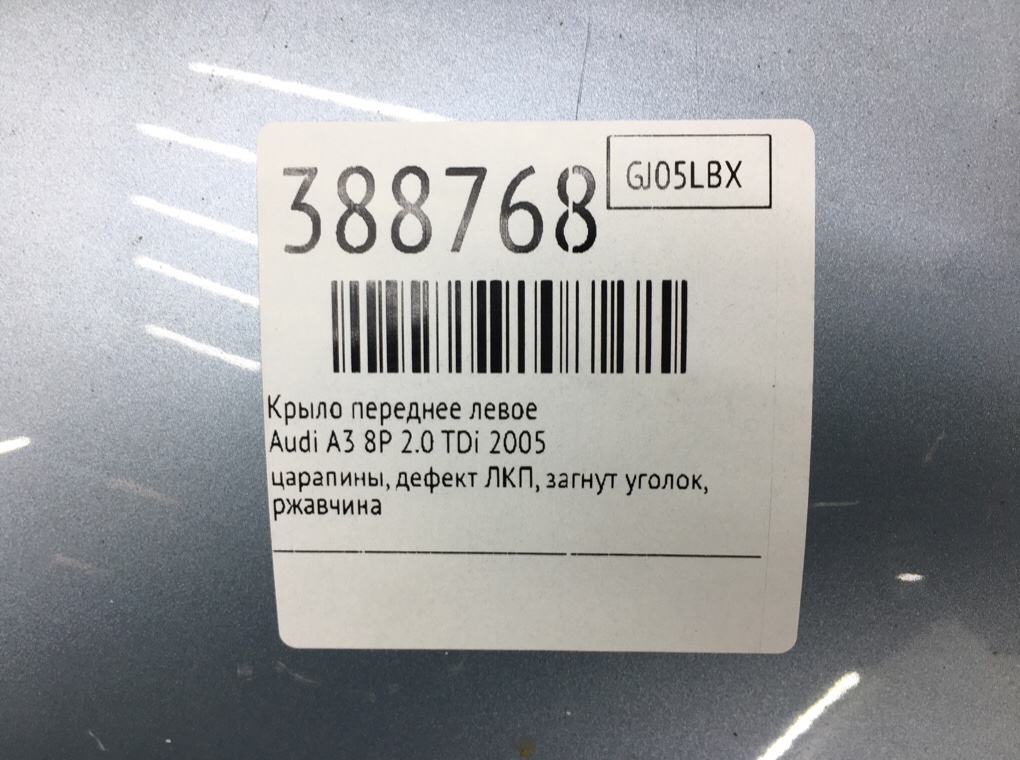 388768
GJ05LBX
Крыло переднее левое
Audi A3 8P 2.0 TDi 2005
царапины, дефект ЛКП, загнут уголок,
ржавчина